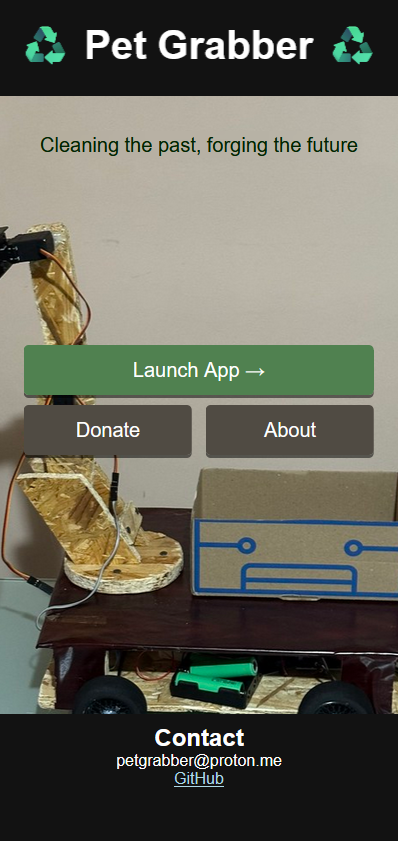 Pet Grabber
Cleaning the past, forging the future
Launch App →
Donate
About
Contact
petgrabber@proton.me
GitHub